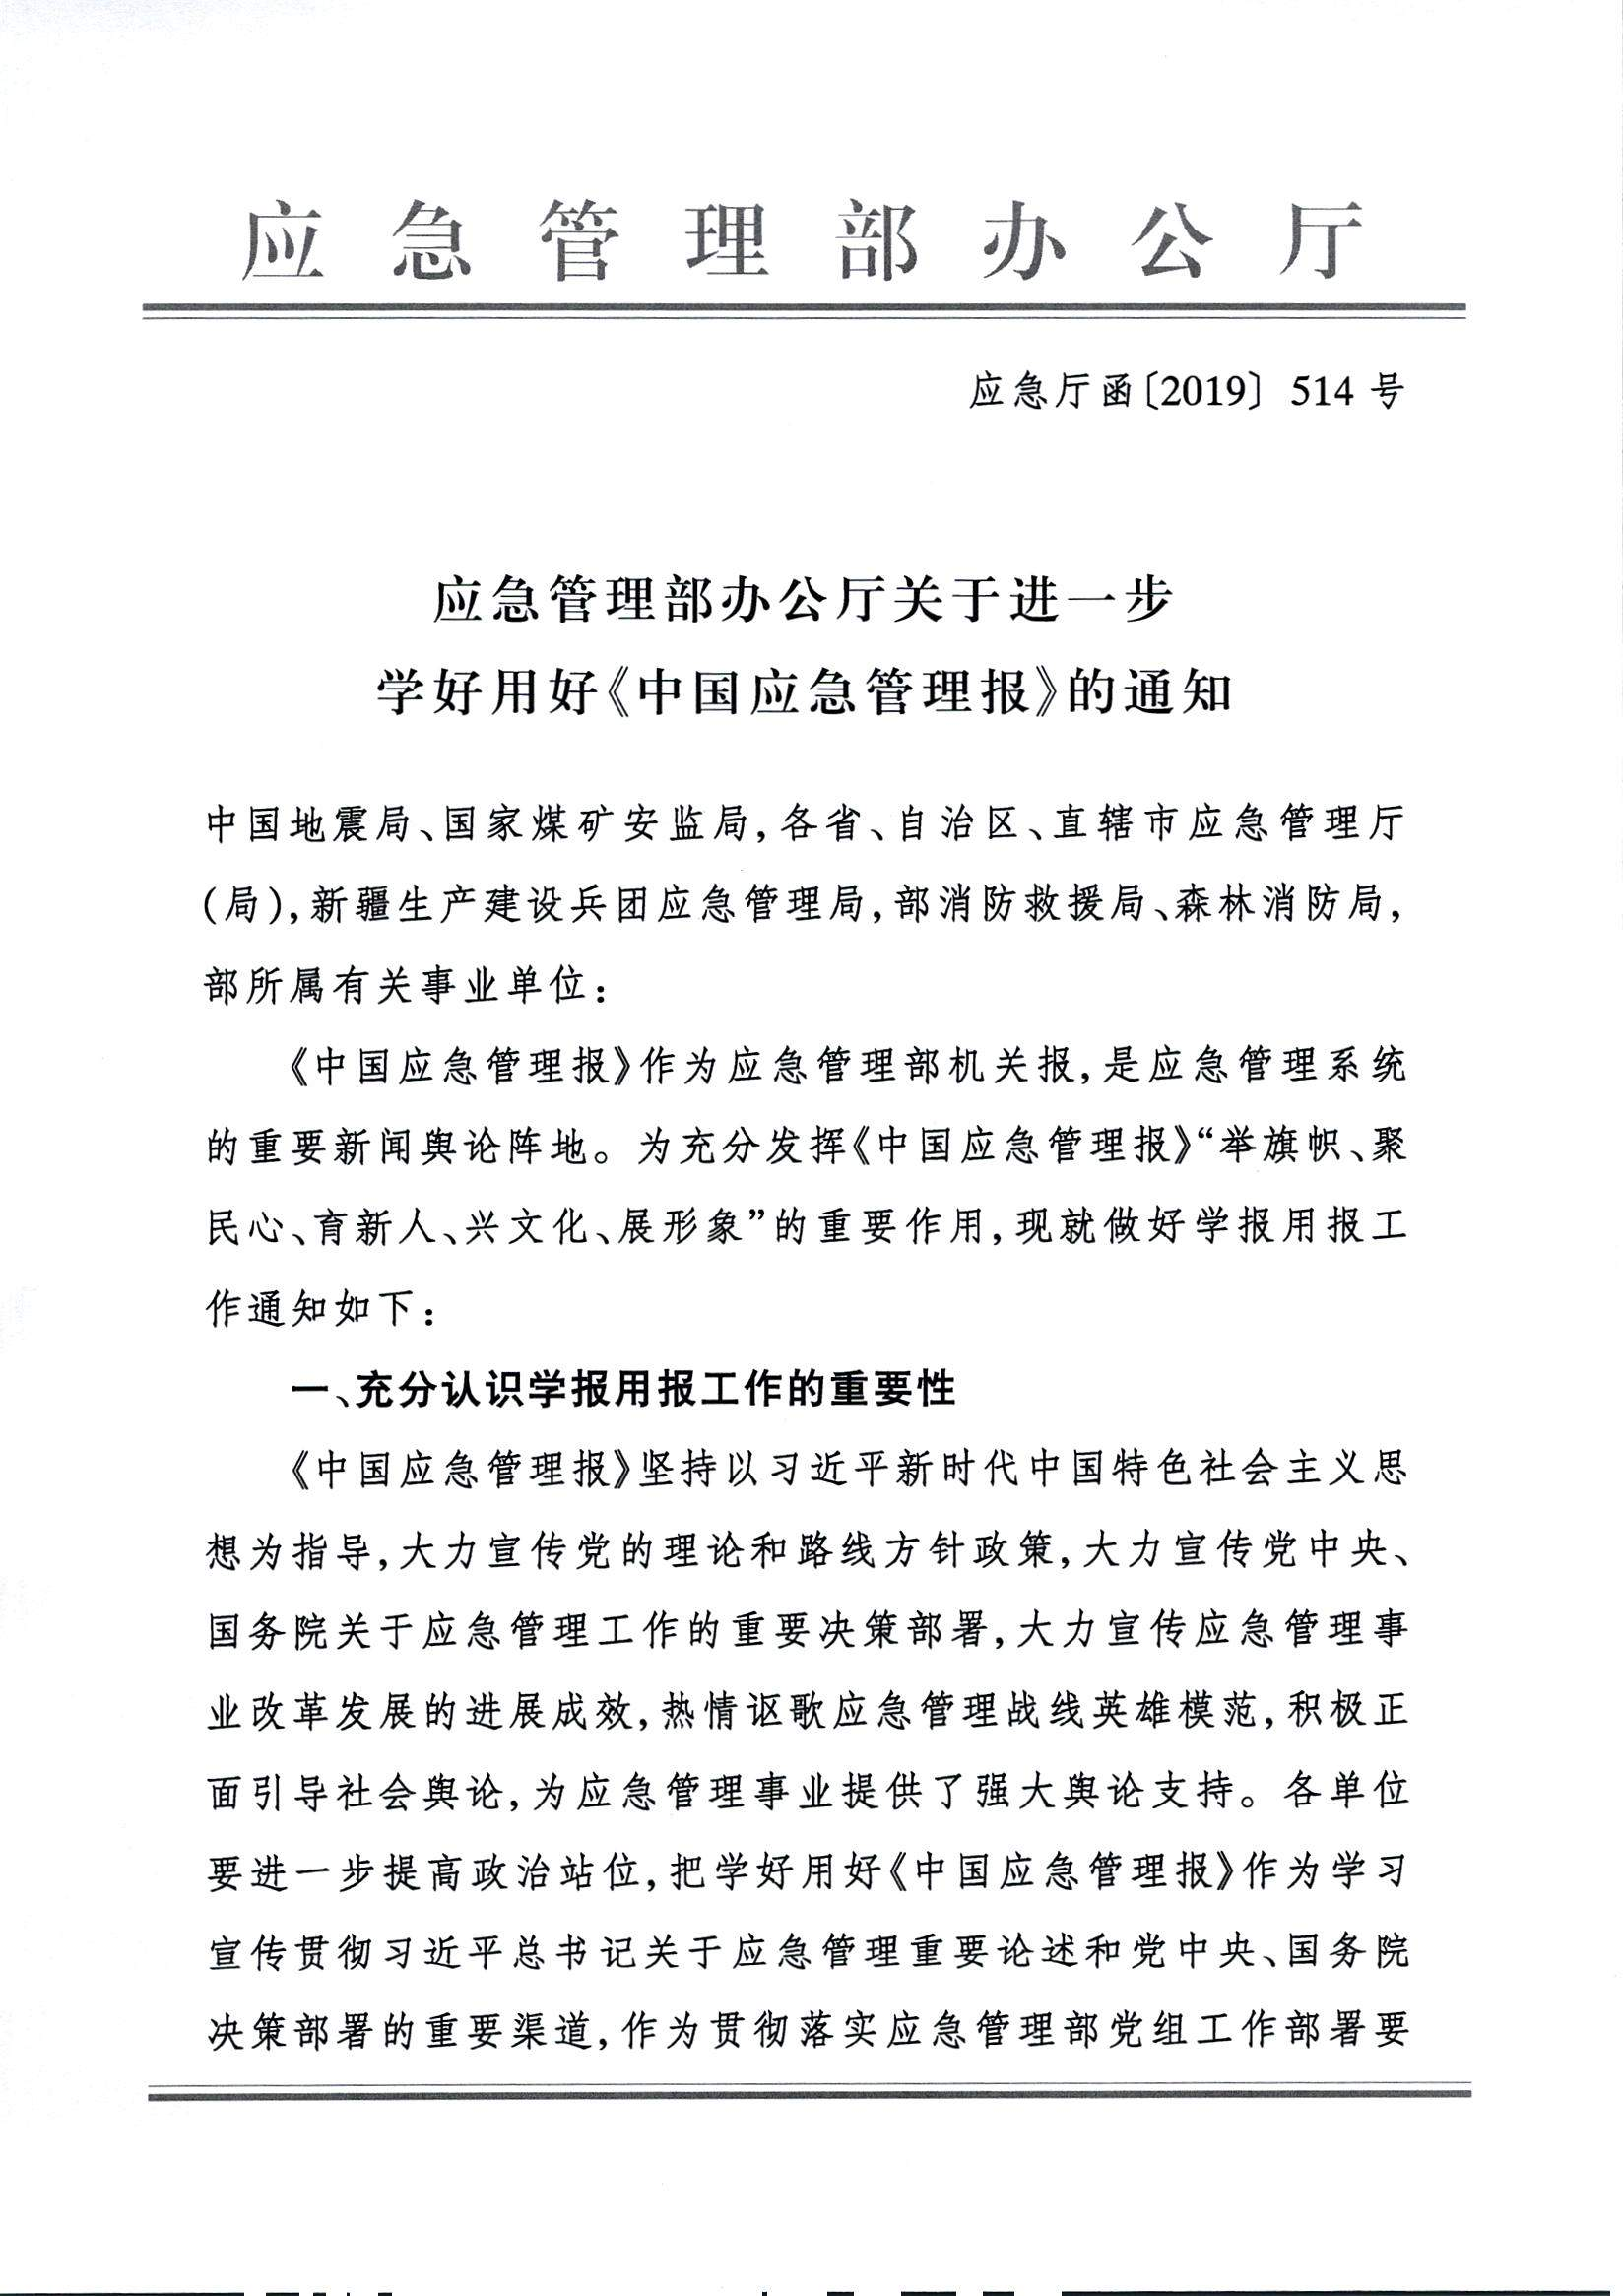 应急管理部办公厅
应急厅函〔2019〕514号
应急管理部办公厅关于进一步
学好用好《中国应急管理报》的通知
中国地震局、国家煤矿安监局,各省、自治区、直辖市应急管理厅
(局),新疆生产建设兵团应急管理局,部消防救援局、森林消防局,
部所属有关事业单位:
《中国应急管理报》作为应急管理部机关报,是应急管理系统
的重要新闻舆论阵地。为充分发挥《中国应急管理报》“举旗帜、聚
民心、育新人、兴文化、展形象”的重要作用,现就做好学报用报工
作通知如下:
一、充分认识学报用报工作的重要性
《中国应急管理报》坚持以习近平新时代中国特色社会主义思
想为指导,大力宣传党的理论和路线方针政策,大力宣传党中央、
国务院关于应急管理工作的重要决策部署,大力宣传应急管理事
业改革发展的进展成效,热情讴歌应急管理战线英雄模范,积极正
面引导社会舆论,为应急管理事业提供了强大舆论支持。各单位
要进一步提高政治站位,把学好用好《中国应急管理报》作为学习
宣传贯彻习近平总书记关于应急管理重要论述和党中央、国务院
决策部署的重要渠道,作为贯彻落实应急管理部党组工作部署要